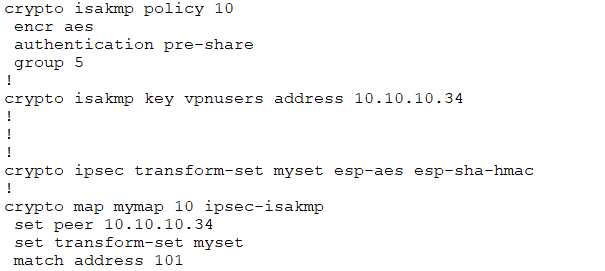 crypto isakmp policy 10
 encr aes
 authentication pre-share
 group 5
!
crypto isakmp key vpnusers address 10.10.10.34
!
!
!
crypto ipsec transform-set myset esp-aes esp-sha-hmac
!
crypto map mymap 10 ipsec-isakmp
 set peer 10.10.10.34
 set transform-set myset
 match address 101